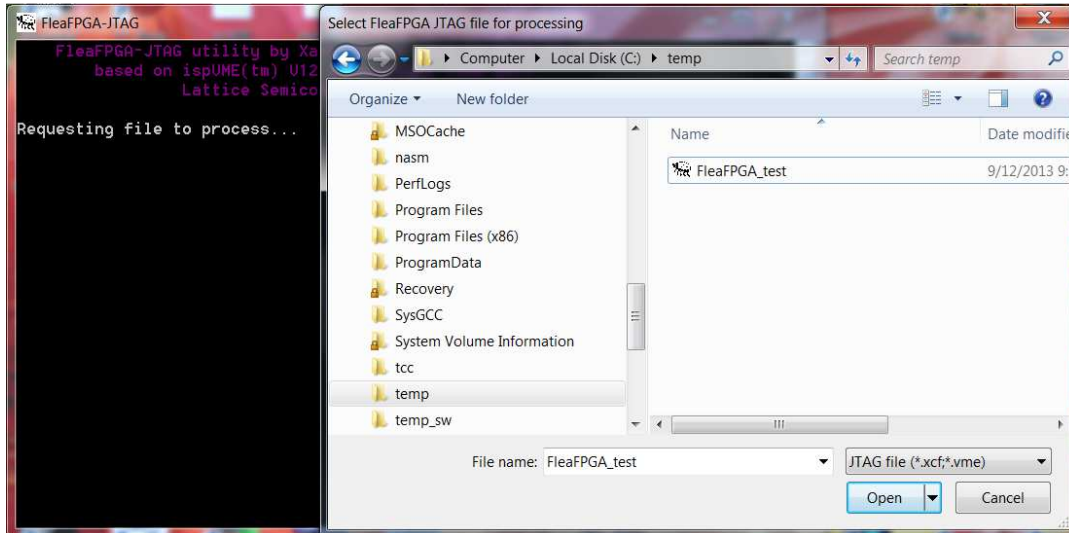 FleaFPGA-JTAG
FleaFPGA-JTAG utility by Xa
based on ispVME(tm) V12
Lattice Semico
Requesting file to process...
Select FleaFPGA JTAG file for processing
Computer Local Disk (C:) temp
Search temp
Organize New folder
MSOCache
nasm
PerfLogs
Program Files
Program Files (x86)
ProgramData
Recovery
SysGCC
System Volume Information
tcc
temp
temp_sw
Name Date modifie
FleaFPGA_test 9/12/2013 9:
File name: FleaFPGA_test JTAG file (*.xcf;*.vme)
Open Cancel